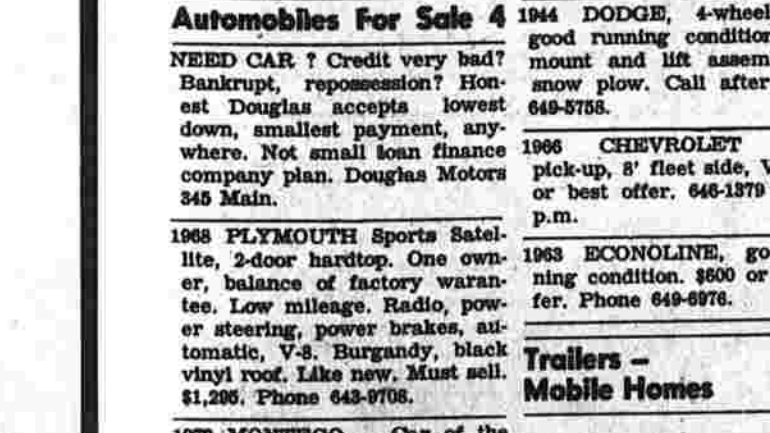 Automobiles For Sale 4
NEED CAR ? Credit very bad?
Bankrupt, repossession? Hon-
est Douglas accepts lowest
down, smallest payment, any-
where. Not small loan finance
company plan. Douglas Motors
345 Main.
1968 PLYMOUTH Sports Satel-
lite, 2-door hardtop. One own-
er, balance of factory waran-
tee. Low mileage. Radio, pow-
er steering, power brakes, au-
tomatic, V-8. Burgandy, black
vinyl roof. Like new. Must sell.
$1,295. Phone 643-9708.
of the
1944 DODGE, 4-wheel
good running condition
mount and lift assem
snow plow. Call after
649-5758.
1966 CHEVROLET
pick-up, 8' fleet side, V
or best offer. 646-1379
p.m.
1963 ECONOLINE, go
ning condition. $600 or
fer. Phone 649-6976.
Trailers –
Mobile Homes